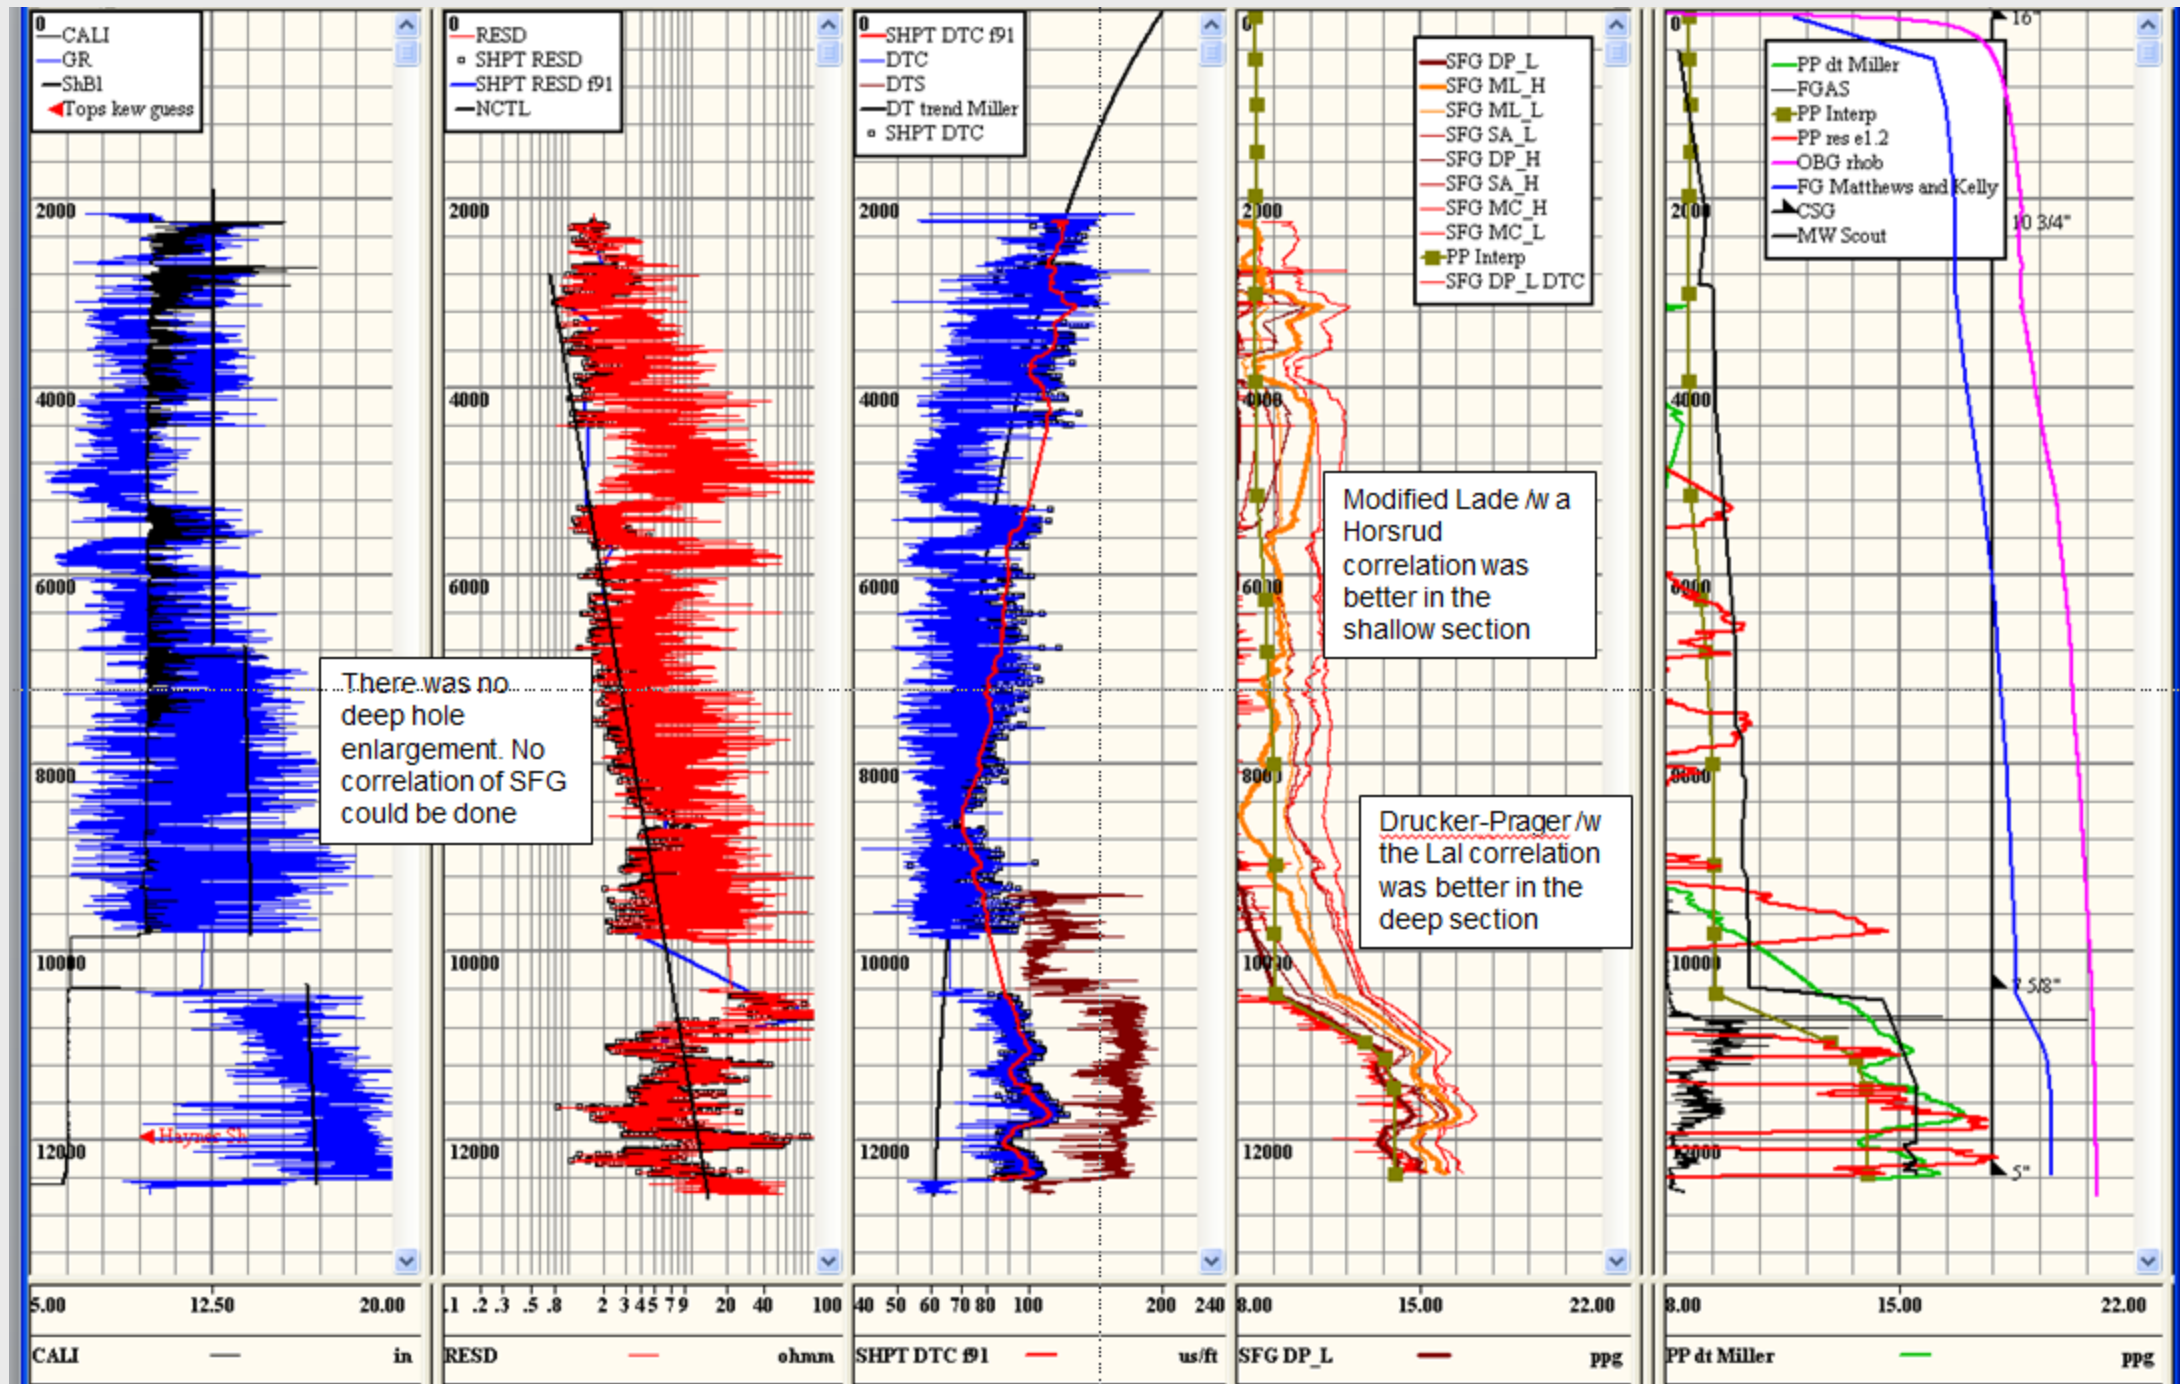 0
CALI
GR
ShBl
Tops kew guess
2000
4000
6000
8000
10000
12000
Haynes Sh
There was no
deep hole
enlargement. No
correlation of SFG
could be done
5.00 12.50 20.00
CALI in
0
RESD
SHPT RESD
SHPT RESD f91
NCTL
2000
4000
6000
8000
10000
12000
.1 .2 .3 .5 .8 2 3 4 5 7 9 20 40 100
RESD ohmm
0
SHPT DTC f91
DTC
DTS
DT trend Miller
SHPT DTC
2000
4000
6000
8000
10000
12000
40 50 60 70 80 100 200 240
SHPT DTC f91 us/ft
0
SFG DP_L
SFG ML_H
SFG ML_L
SFG SA_L
SFG DP_H
SFG SA_H
SFG MC_H
SFG MC_L
PP Interp
SFG DP_L DTC
2000
4000
6000
8000
10000
12000
Modified Lade /w a
Horsrud
correlation was
better in the
shallow section
Drucker-Prager /w
the Lal correlation
was better in the
deep section
8.00 15.00 22.00
SFG DP_L ppg
0
16"
PP dt Miller
FGAS
PP Interp
PP res e1.2
OBG rhob
FG Matthews and Kelly
CSG
MW Scout
2000
10 3/4"
4000
6000
8000
10000
7 5/8"
12000
5"
8.00 15.00 22.00
PP dt Miller ppg